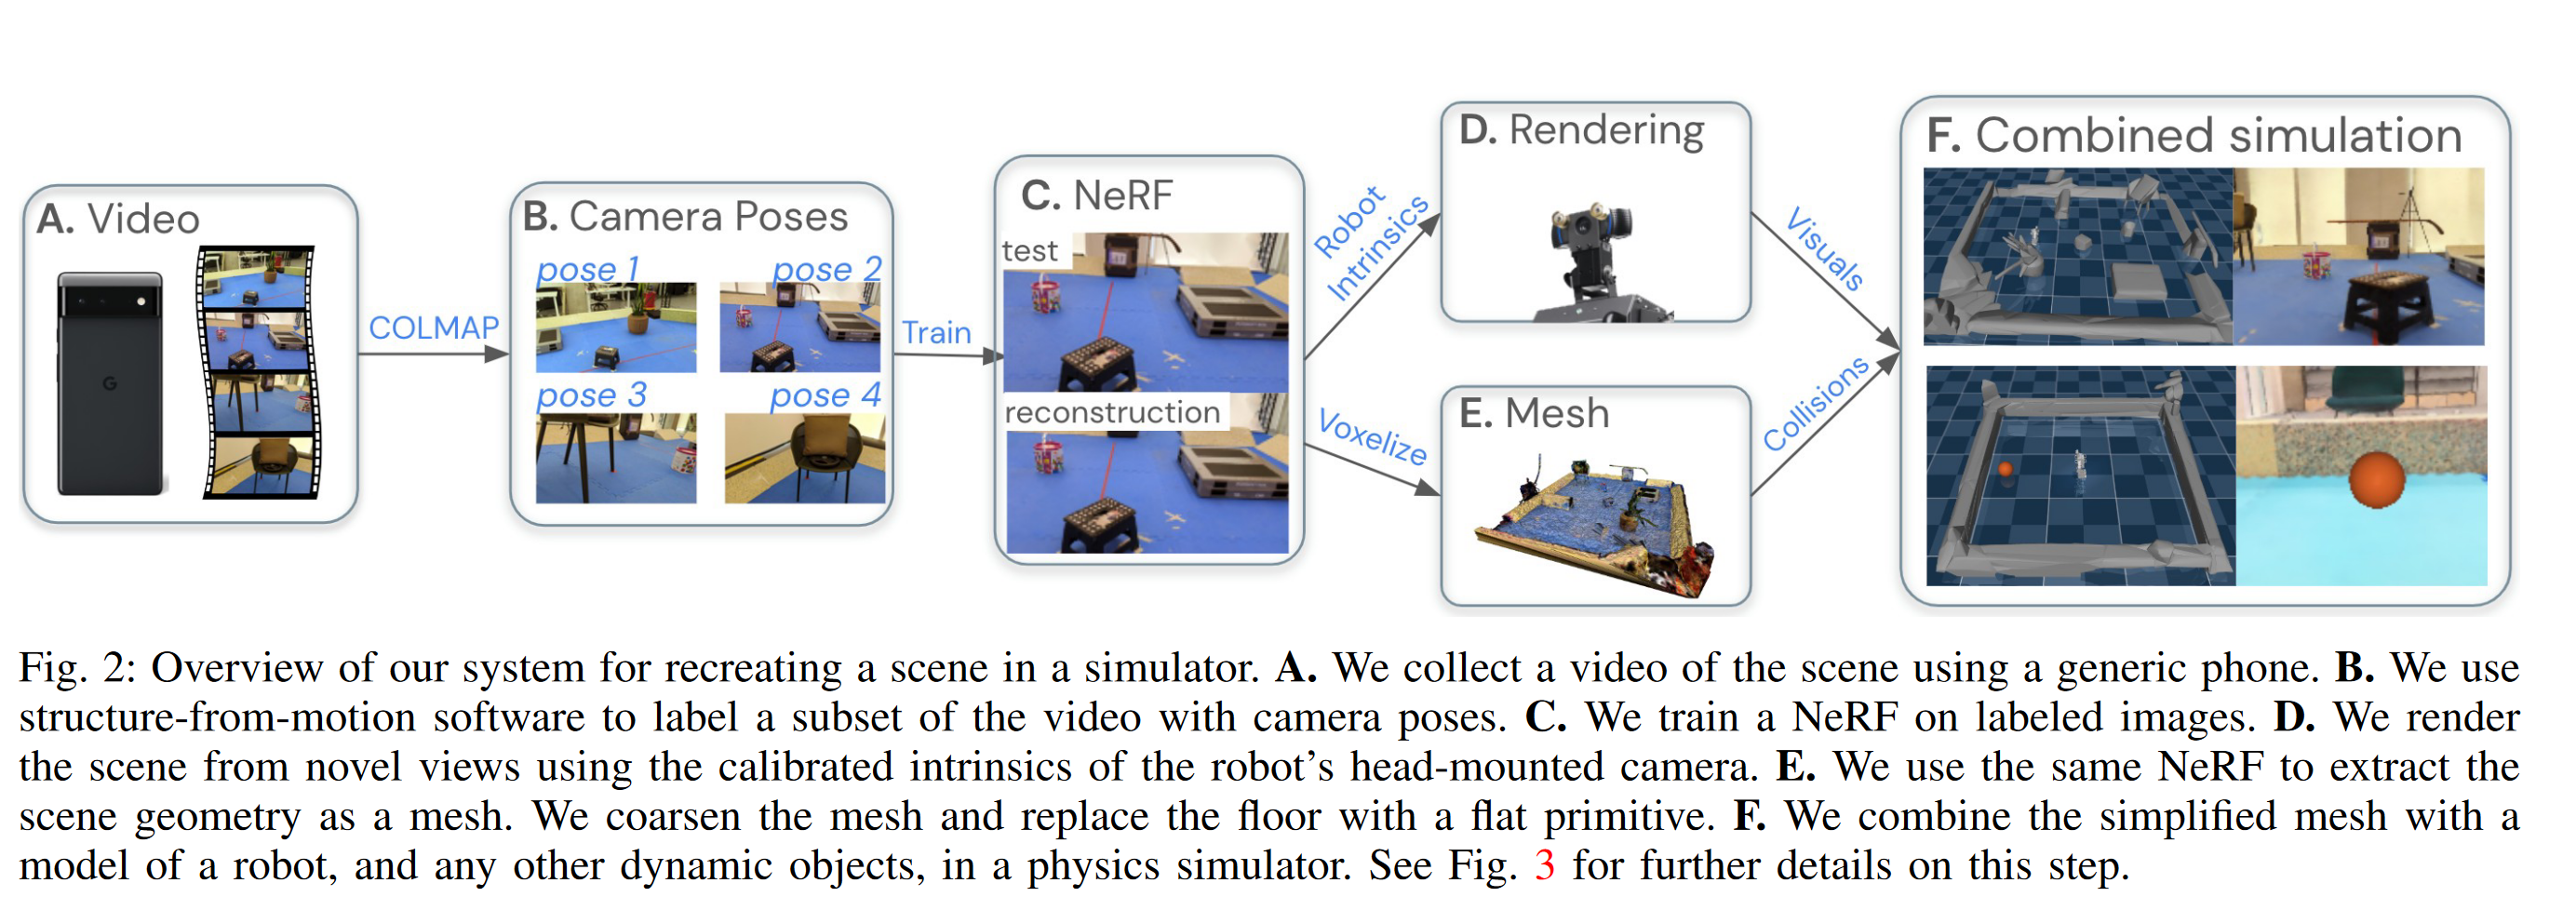 A. Video
COLMAP
B. Camera Poses
pose 1
pose 2
pose 3
pose 4
Train
C. NeRF
test
reconstruction
Robot
Intrinsics
Voxelize
D. Rendering
E. Mesh
Visuals
Collisions
F. Combined simulation
G
Fig. 2: Overview of our system for recreating a scene in a simulator. A. We collect a video of the scene using a generic phone. B. We use
structure-from-motion software to label a subset of the video with camera poses. C. We train a NeRF on labeled images. D. We render
the scene from novel views using the calibrated intrinsics of the robot’s head-mounted camera. E. We use the same NeRF to extract the
scene geometry as a mesh. We coarsen the mesh and replace the floor with a flat primitive. F. We combine the simplified mesh with a
model of a robot, and any other dynamic objects, in a physics simulator. See Fig. 3 for further details on this step.